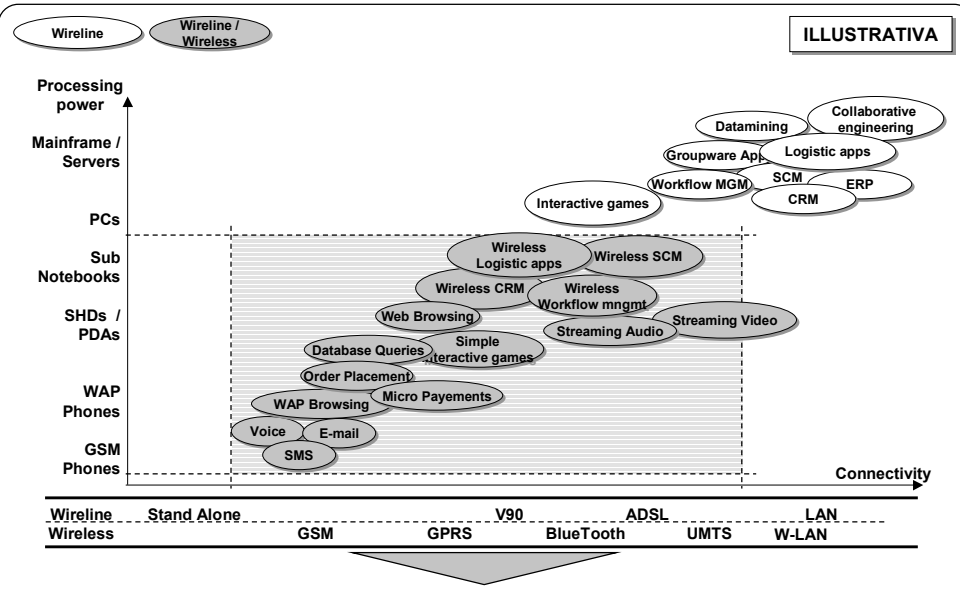 Wireline
Wireline /
Wireless
ILLUSTRATIVA
Processing
power
Mainframe /
Servers
PCs
Sub
Notebooks
SHDs /
PDAs
WAP
Phones
GSM
Phones
Collaborative
engineering
Datamining
Groupware App
Logistic apps
Workflow MGM
SCM
ERP
CRM
Interactive games
Wireless
Logistic apps
Wireless SCM
Wireless CRM
Wireless
Workflow mngmt
Web Browsing
Streaming Audio
Streaming Video
Database Queries
Simple
interactive games
Order Placement
WAP Browsing
Micro Payements
Voice
E-mail
SMS
Connectivity
Wireline Stand Alone V90 ADSL LAN
Wireless GSM GPRS BlueTooth UMTS W-LAN